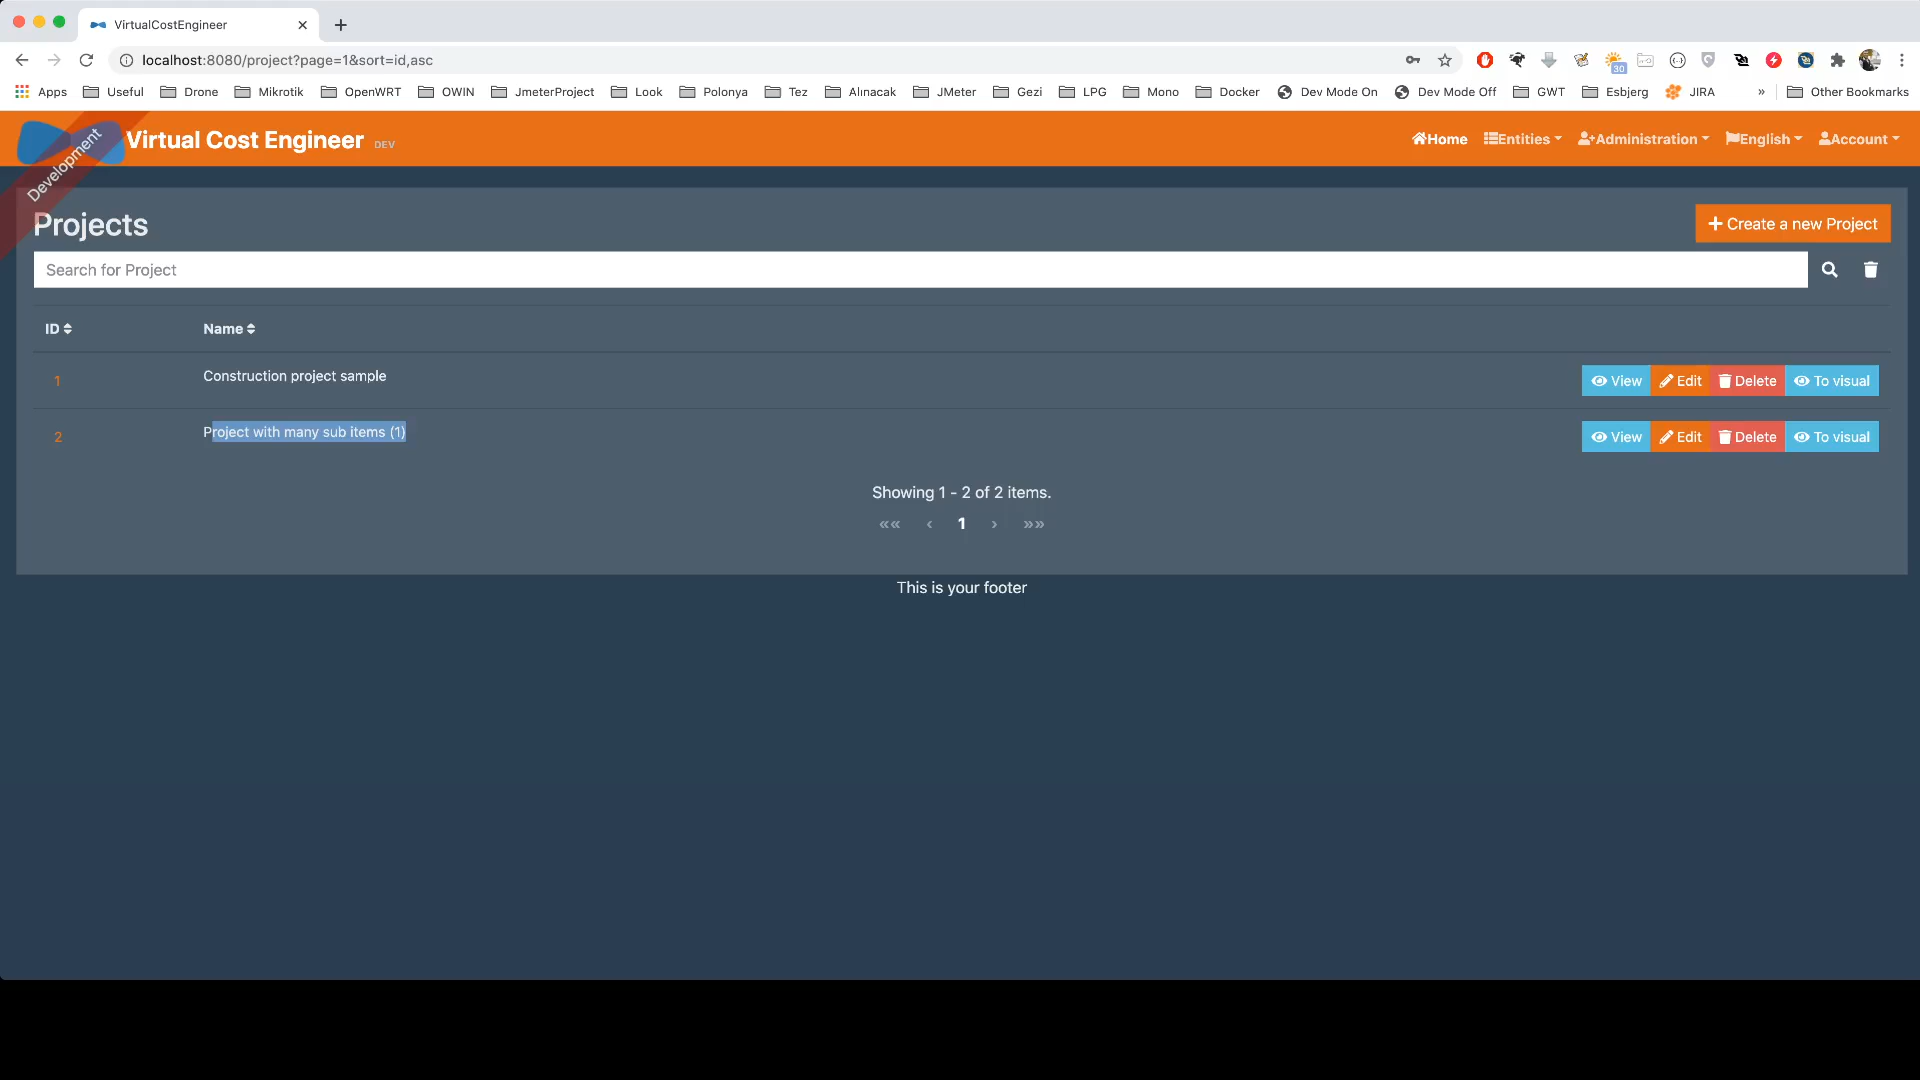 VirtualCostEngineer
localhost:8080/project?page=1&sort=id,asc
30
Apps Useful Drone Mikrotik OpenWRT OWIN JmeterProject Look Polonya Tez Alınacak JMeter Gezi LPG Mono Docker Dev Mode On Dev Mode Off GWT Esbjerg JIRA » Other Bookmarks
Development
Virtual Cost Engineer DEV
Home Entities Administration English Account
Projects
+ Create a new Project
Search for Project
ID Name
1 Construction project sample View Edit Delete To visual
2 Project with many sub items (1) View Edit Delete To visual
Showing 1 - 2 of 2 items.
«« ‹ 1 › »»
This is your footer